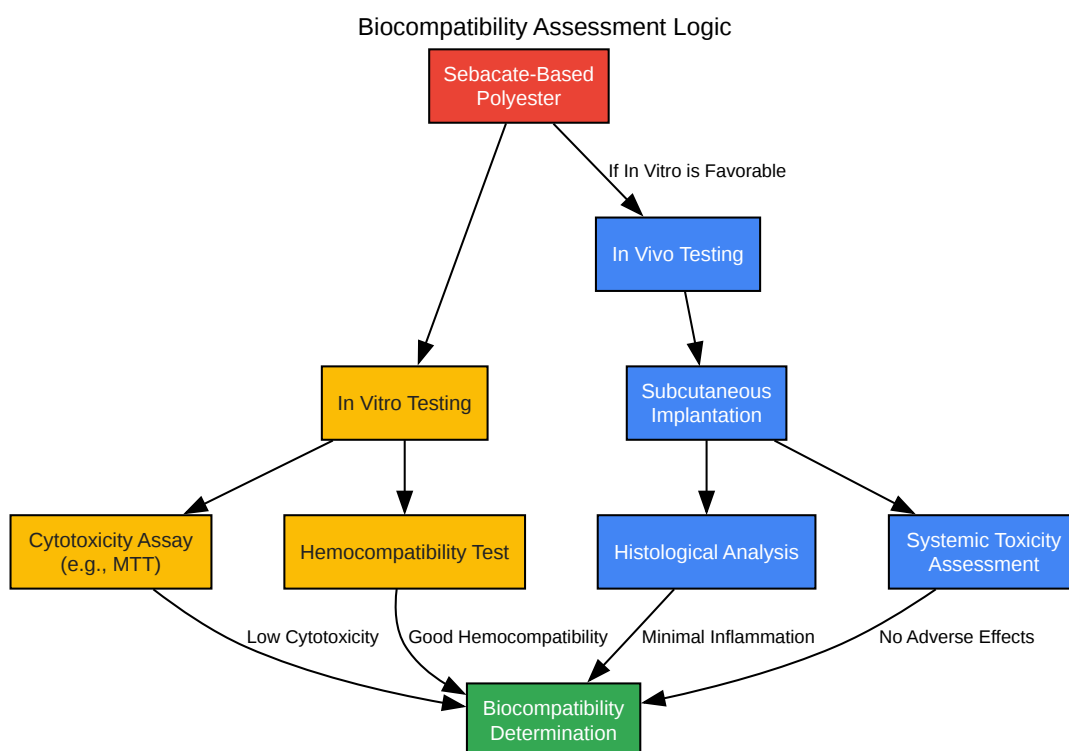 Biocompatibility Assessment Logic
Sebacate-Based
Polyester
If In Vitro is Favorable
In Vivo Testing
In Vitro Testing
Subcutaneous
Implantation
Cytotoxicity Assay
(e.g., MTT)
Hemocompatibility Test
Histological Analysis
Systemic Toxicity
Assessment
Low Cytotoxicity
Good Hemocompatibility
Minimal Inflammation
No Adverse Effects
Biocompatibility
Determination